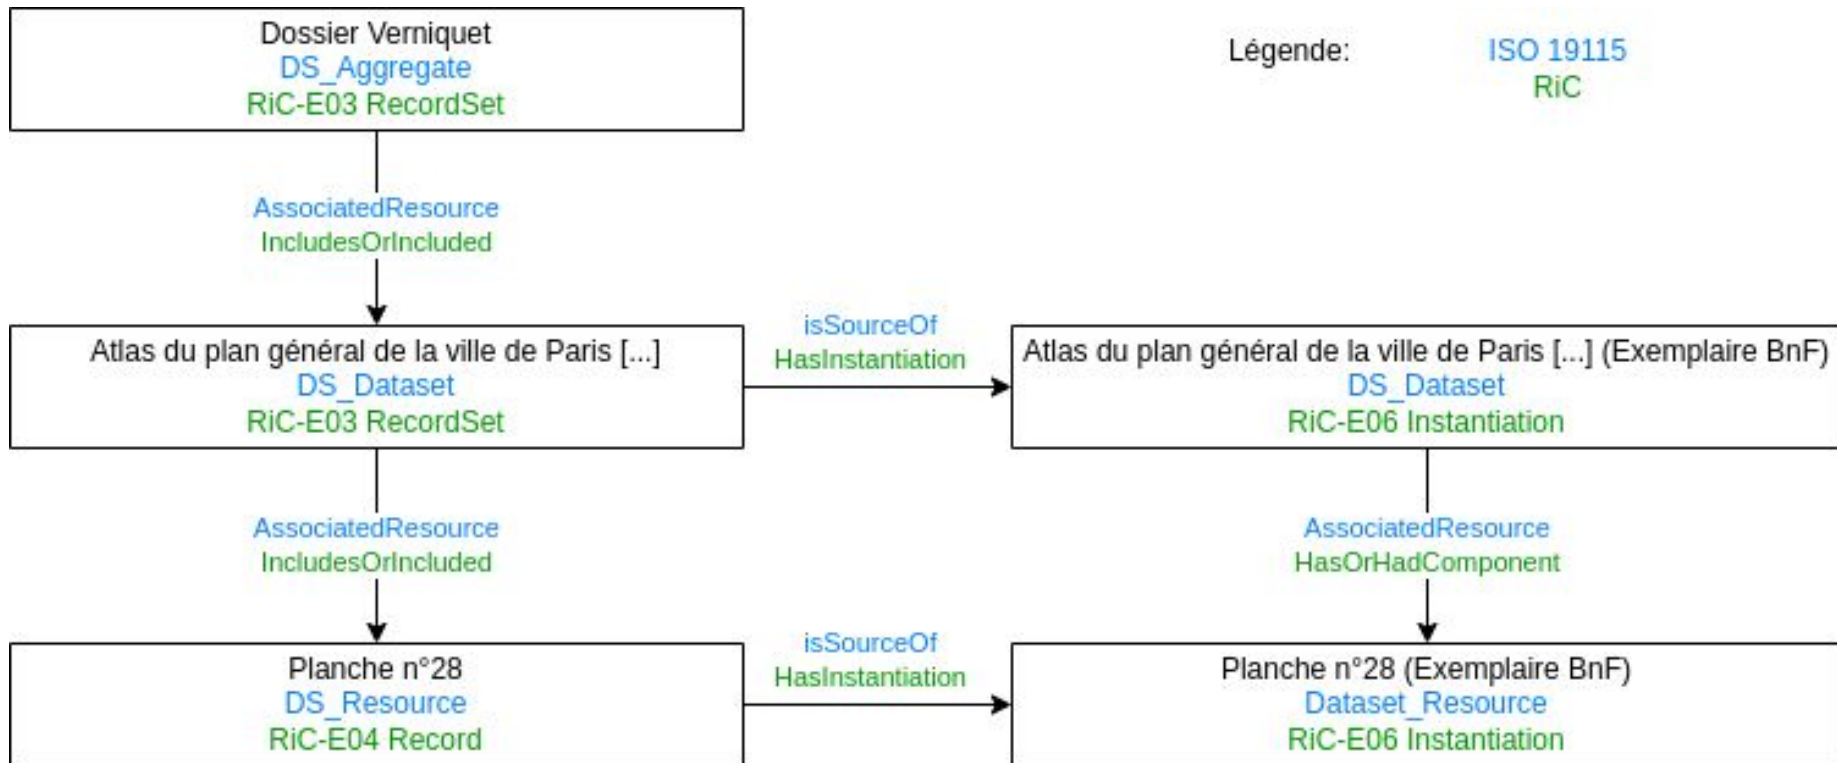 Dossier Verniquet
DS_Aggregate
RiC-E03 RecordSet
Légende:
ISO 19115
RiC
AssociatedResource
IncludesOrIncluded
Atlas du plan général de la ville de Paris [...]
DS_Dataset
RiC-E03 RecordSet
isSourceOf
HasInstantiation
Atlas du plan général de la ville de Paris [...] (Exemplaire BnF)
DS_Dataset
RiC-E06 Instantiation
AssociatedResource
IncludesOrIncluded
AssociatedResource
HasOrHadComponent
Planche n°28
DS_Resource
RiC-E04 Record
isSourceOf
HasInstantiation
Planche n°28 (Exemplaire BnF)
Dataset_Resource
RiC-E06 Instantiation